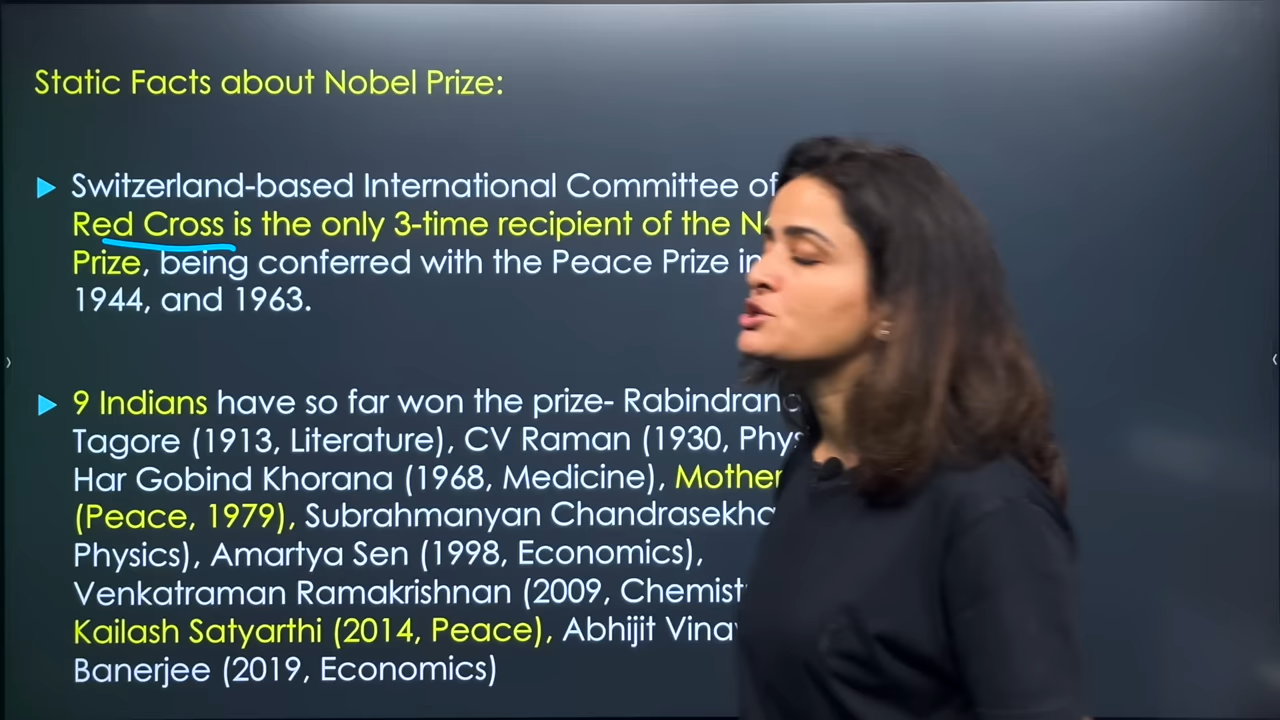 Static Facts about Nobel Prize:
Switzerland-based International Committee of
Red Cross is the only 3-time recipient of the
Prize, being conferred with the Peace Prize in
1944, and 1963.
9 Indians have so far won the prize- 
Tagore (1913, Literature), CV Raman (1930,
Har Gobind Khorana (1968, Medicine), Mother
(Peace, 1979), Subrahmanyan
Physics), Amartya Sen (1998, Economics),
Venkatraman Ramakrishnan (2009,
Kailash Satyarthi (2014, Peace), Abhijit
Banerjee (2019, Economics)